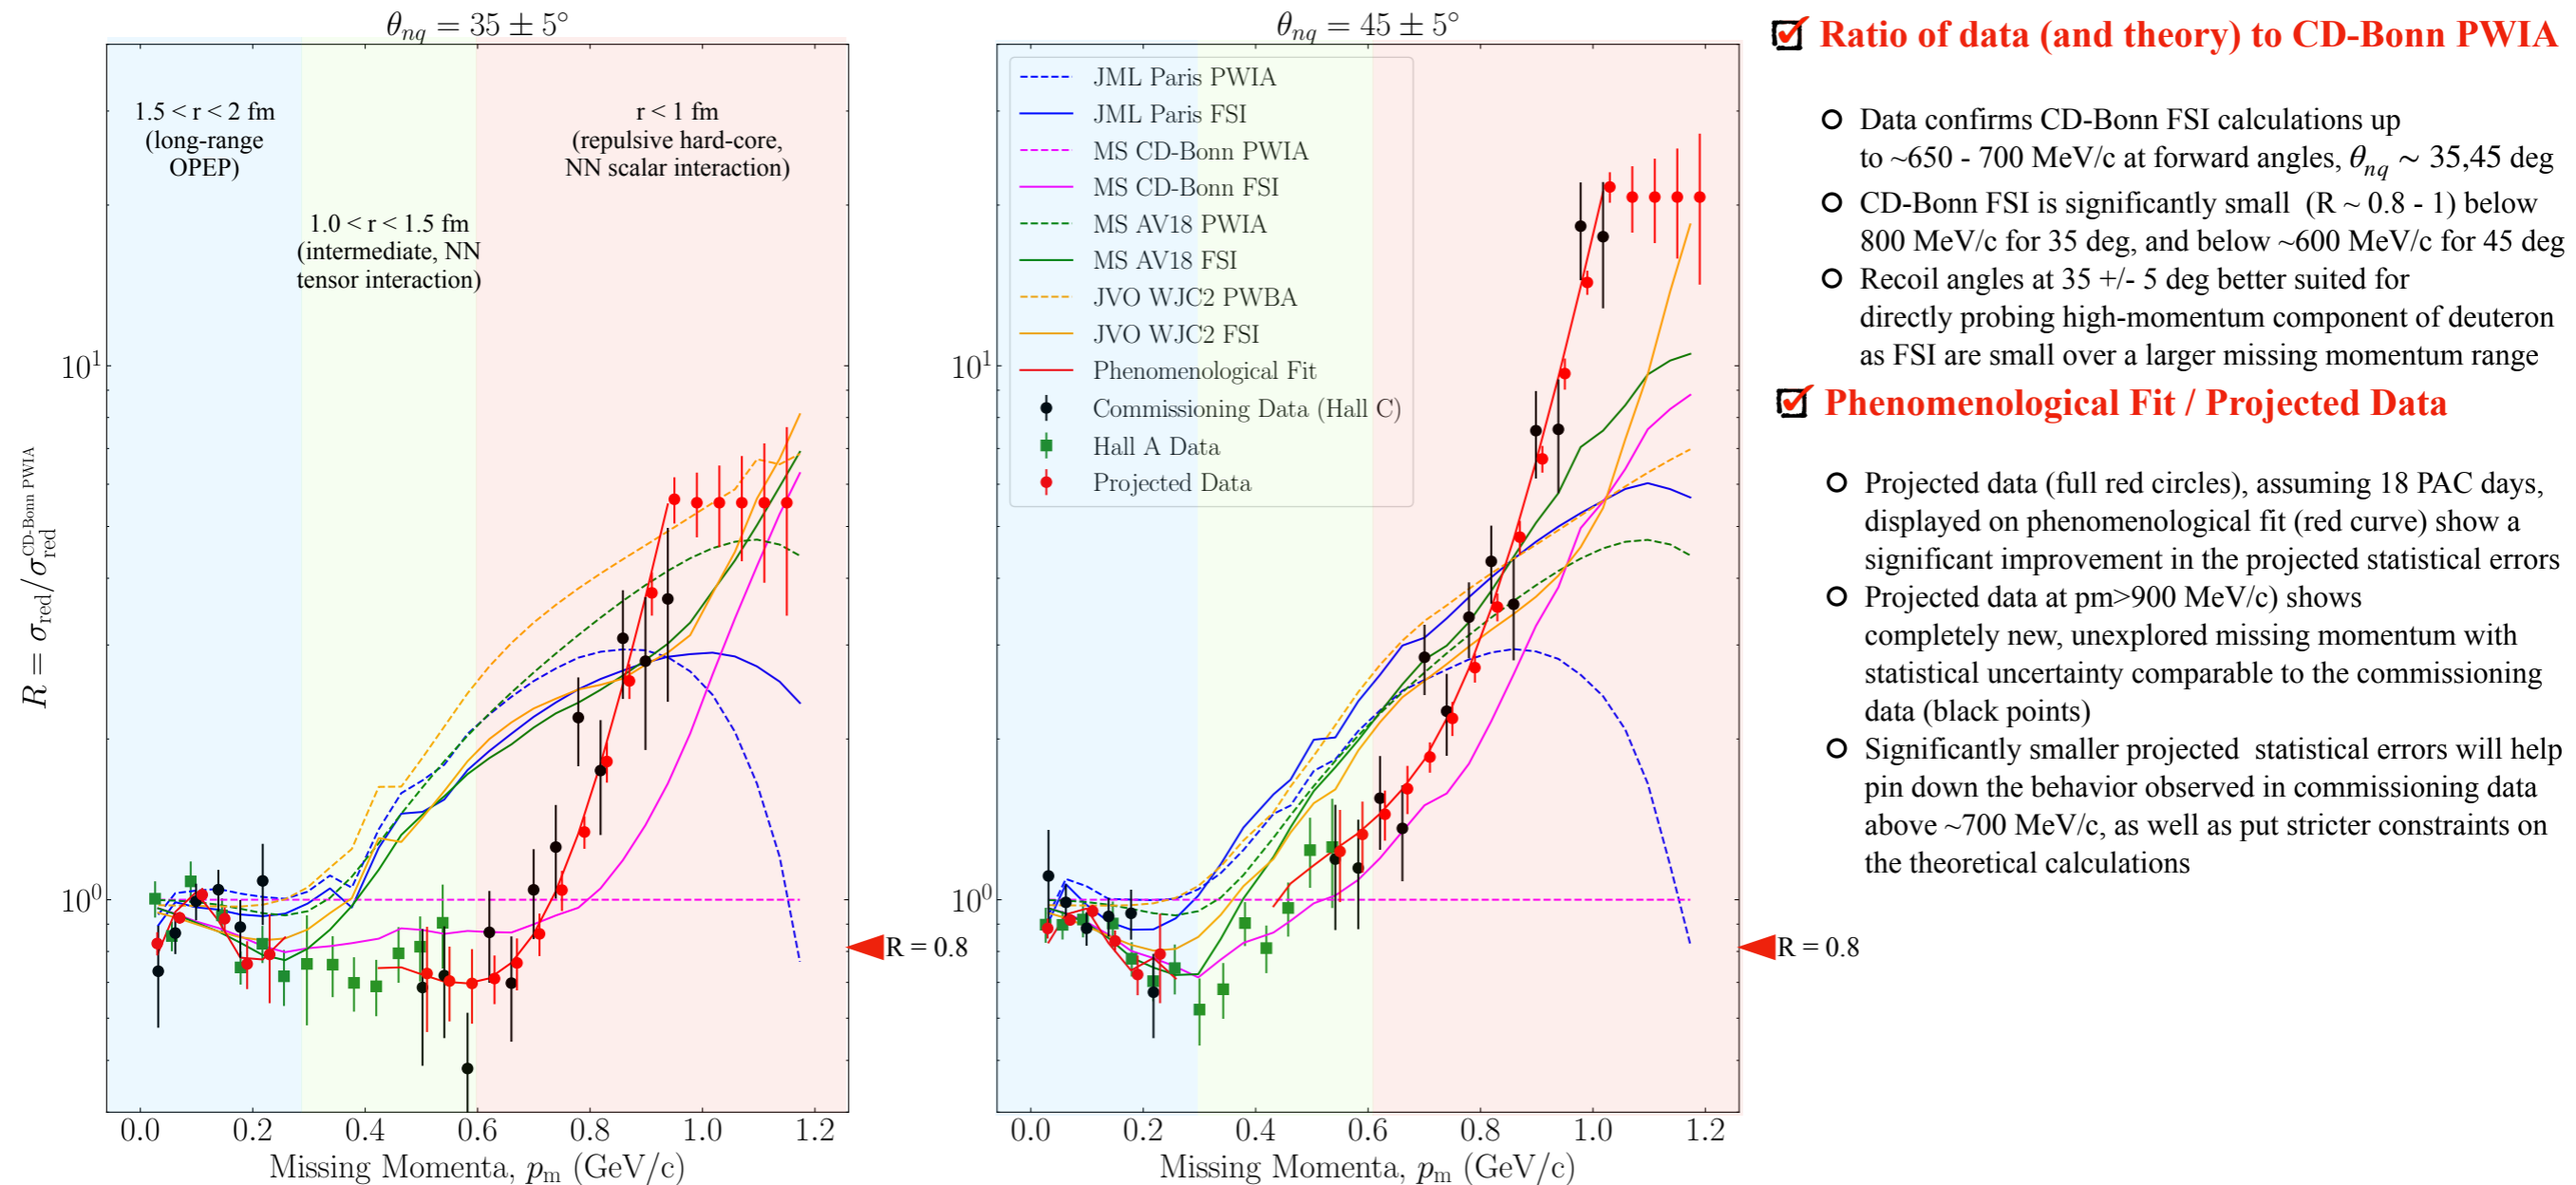 θnq = 35 ± 5°
1.5 < r < 2 fm
(long-range
OPEP)
1.0 < r < 1.5 fm
(intermediate, NN
tensor interaction)
r < 1 fm
(repulsive hard-core,
NN scalar interaction)
10¹
10⁰
R = σred/σred^CD-Bonn PWIA
R = 0.8
0.0 0.2 0.4 0.6 0.8 1.0 1.2
Missing Momenta, pm (GeV/c)
θnq = 45 ± 5°
JML Paris PWIA
JML Paris FSI
MS CD-Bonn PWIA
MS CD-Bonn FSI
MS AV18 PWIA
MS AV18 FSI
JVO WJC2 PWBA
JVO WJC2 FSI
Phenomenological Fit
Commissioning Data (Hall C)
Hall A Data
Projected Data
10¹
10⁰
R = 0.8
0.0 0.2 0.4 0.6 0.8 1.0 1.2
Missing Momenta, pm (GeV/c)
Ratio of data (and theory) to CD-Bonn PWIA
Data confirms CD-Bonn FSI calculations up
to ~650 - 700 MeV/c at forward angles, θnq ~ 35,45 deg
CD-Bonn FSI is significantly small (R ~ 0.8 - 1) below
800 MeV/c for 35 deg, and below ~600 MeV/c for 45 deg
Recoil angles at 35 +/- 5 deg better suited for
directly probing high-momentum component of deuteron
as FSI are small over a larger missing momentum range
Phenomenological Fit / Projected Data
Projected data (full red circles), assuming 18 PAC days,
displayed on phenomenological fit (red curve) show a
significant improvement in the projected statistical errors
Projected data at pm>900 MeV/c) shows
completely new, unexplored missing momentum with
statistical uncertainty comparable to the commissioning
data (black points)
Significantly smaller projected statistical errors will help
pin down the behavior observed in commissioning data
above ~700 MeV/c, as well as put stricter constraints on
the theoretical calculations